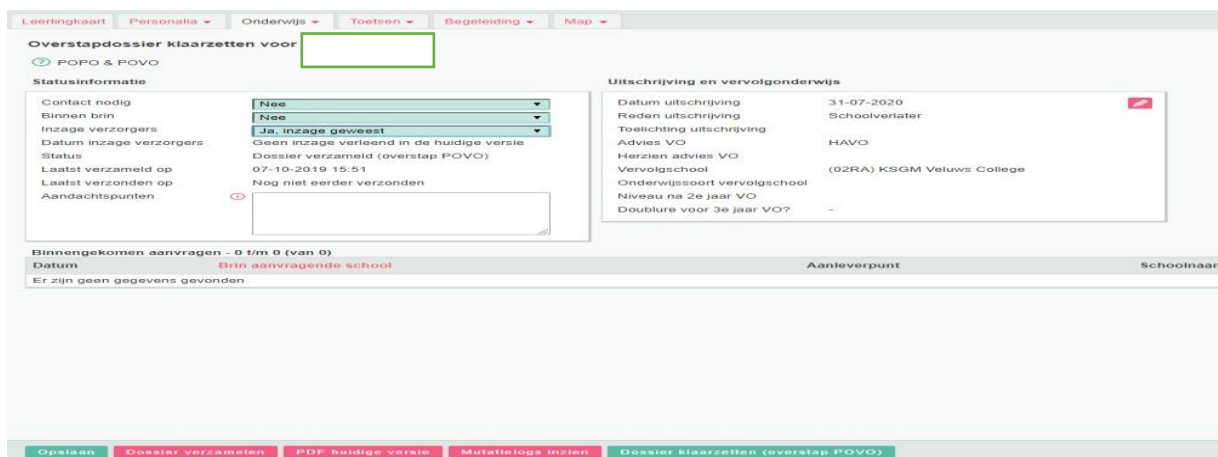 Leerlingkaart Personalia Onderwijs Toetsen Begeleiding Map
Overstapdossier klaarzetten voor
POPO & POVO
Statusinformatie
Contact nodig Nee
Binnen brin Nee
Inzage verzorgers Ja, inzage geweest
Datum inzage verzorgers Geen inzage verleend in de huidige versie
Status Dossier verzameld (overstap POVO)
Laatst verzameld op 07-10-2019 15:51
Laatst verzonden op Nog niet eerder verzonden
Aandachtspunten
Uitschrijving en vervolgonderwijs
Datum uitschrijving 31-07-2020
Reden uitschrijving Schoolverlater
Toelichting uitschrijving
Advies VO HAVO
Herzien advies VO
Vervolgschool (02RA) KSGM Veluws College
Onderwijssoort vervolgschool
Niveau na 2e jaar VO
Doublure voor 3e jaar VO? -
Binnengekomen aanvragen - 0 t/m 0 (van 0)
Datum Brin aanvragende school Aanleverpunt Schoolnaam
Er zijn geen gegevens gevonden
Opslaan Dossier verzamelen PDF huidige versie Mutatielogs inzien Dossier klaarzetten (overstap POVO)